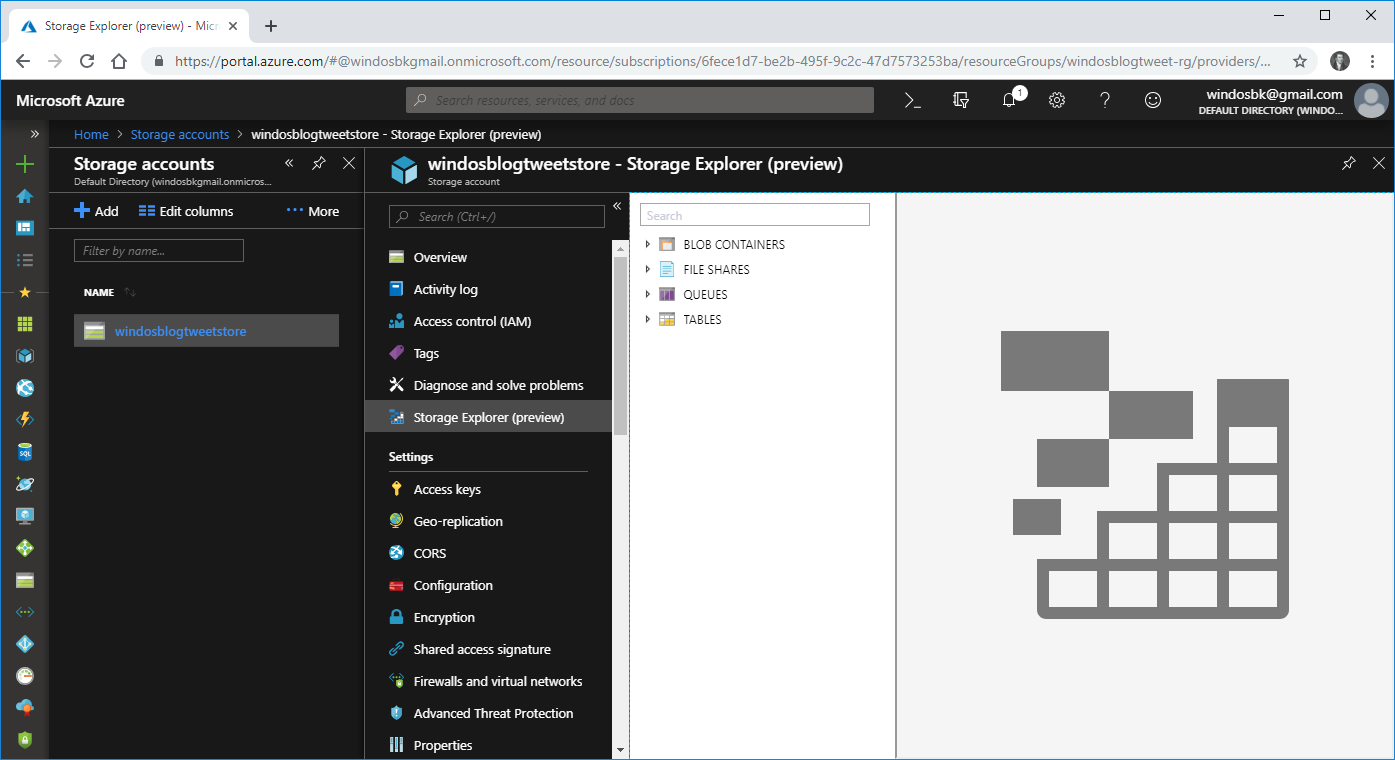 Storage Explorer (preview) - Micr
https://portal.azure.com/#@windosbkgmail.onmicrosoft.com/resource/subscriptions/6fece1d7-be2b-495f-9c2c-47d7573253ba/resourceGroups/windosblogtweet-rg/providers/...
Microsoft Azure
Search resources, services, and docs
1
windosbk@gmail.com
DEFAULT DIRECTORY (WINDO...
Home > Storage accounts > windosblogtweetstore - Storage Explorer (preview)
Storage accounts
Default Directory (windosbkgmail.onmicros...
Add
Edit columns
More
Filter by name...
NAME
windosblogtweetstore
windosblogtweetstore - Storage Explorer (preview)
Storage account
Search (Ctrl+/)
Overview
Activity log
Access control (IAM)
Tags
Diagnose and solve problems
Storage Explorer (preview)
Settings
Access keys
Geo-replication
CORS
Configuration
Encryption
Shared access signature
Firewalls and virtual networks
Advanced Threat Protection
Properties
Search
BLOB CONTAINERS
FILE SHARES
QUEUES
TABLES
SQL